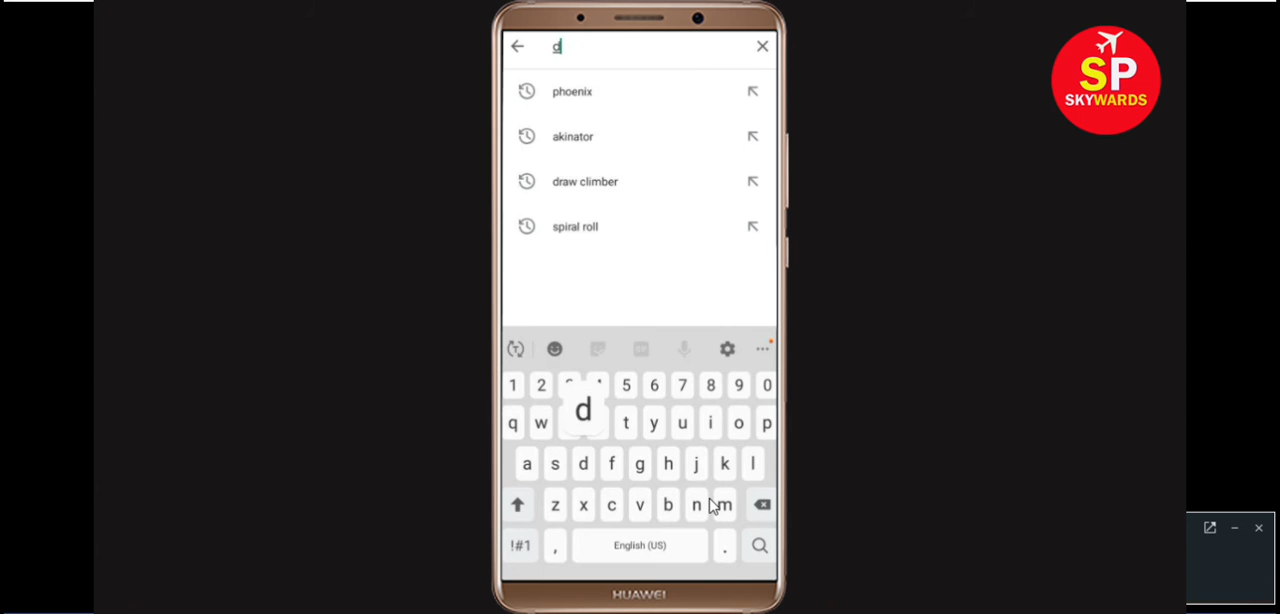 d
SP
SKYWARDS
phoenix
akinator
draw climber
spiral roll
1 2 5 6 7 8 9 0
q w d t y u i o p
a s d f g h j k l
z x c v b n m
!#1 , English (US) .
HUAWEI